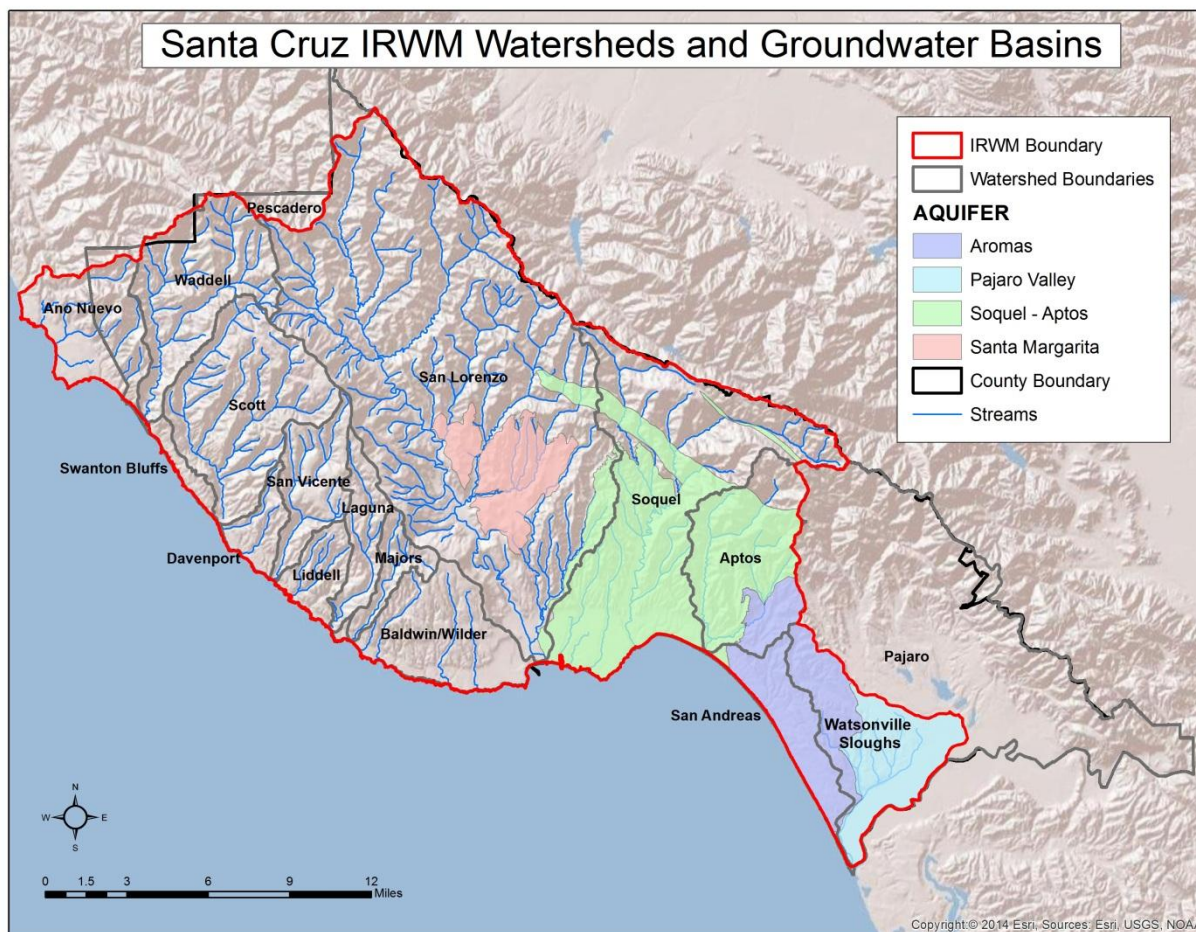 Santa Cruz IRWM Watersheds and Groundwater Basins
IRWM Boundary
Watershed Boundaries
AQUIFER
Aromas
Pajaro Valley
Soquel - Aptos
Santa Margarita
County Boundary
Streams
Pescadero
Waddell
Ano Nuevo
San Lorenzo
Scott
Swanton Bluffs
San Vicente
Soquel
Laguna
Davenport
Majors
Aptos
Liddell
Baldwin/Wilder
Pajaro
San Andreas
Watsonville
Sloughs
N
W E
S
0 1.5 3 6 9 12
Miles
Copyright:© 2014 Esri, Sources: Esri, USGS, NOA